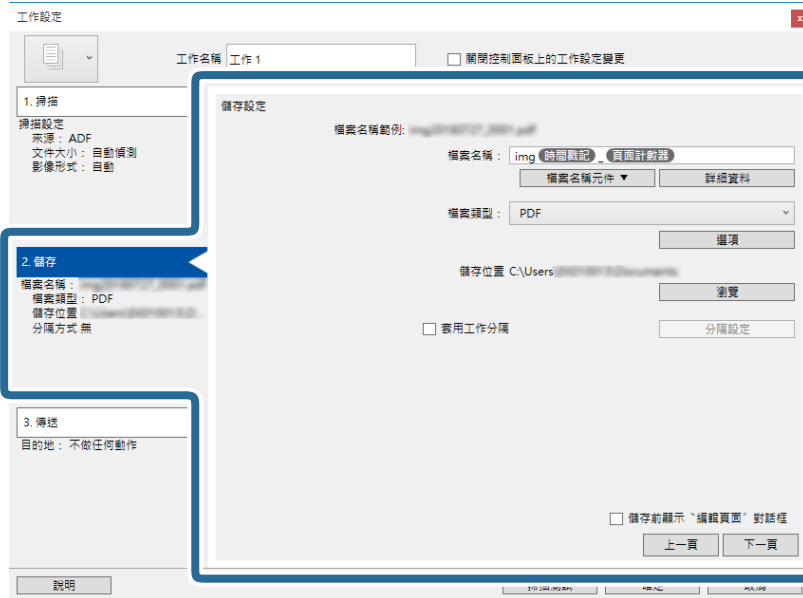 工作設定
工作名稱 工作 1
關閉控制面板上的工作設定變更
1. 掃描
掃描設定
來源： ADF
文件大小： 自動偵測
影像形式： 自動
2. 儲存
檔案名稱：
檔案類型： PDF
儲存位置
分隔方式 無
3. 傳送
目的地： 不做任何動作
儲存設定
檔案名稱範例:
檔案名稱： img 時間戳記 _ 頁面計數器
檔案名稱元件 ▼ 詳細資料
檔案類型： PDF
選項
儲存位置 C:\Users
瀏覽
套用工作分隔 分隔設定
儲存前顯示〝編輯頁面〞對話框
上一頁 下一頁
說明 掃描測試 確定 取消